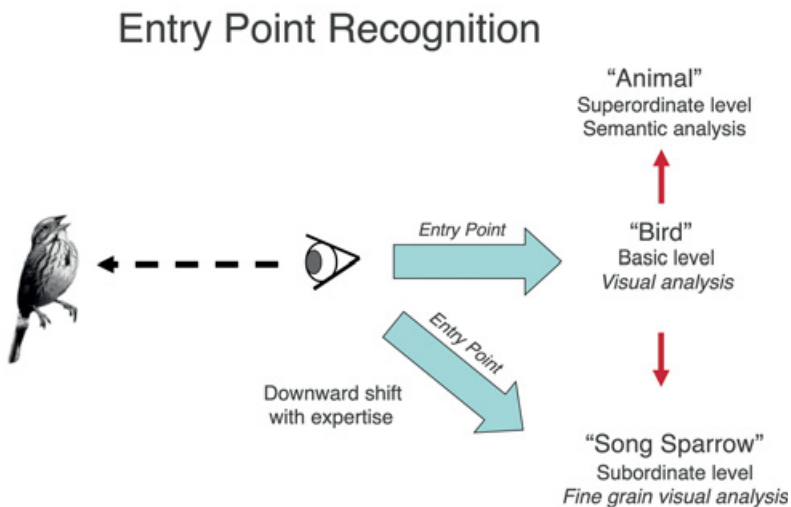 Entry Point Recognition
“Animal”
Superordinate level
Semantic analysis
Entry Point
“Bird”
Basic level
Visual analysis
Entry Point
Downward shift
with expertise
“Song Sparrow”
Subordinate level
Fine grain visual analysis